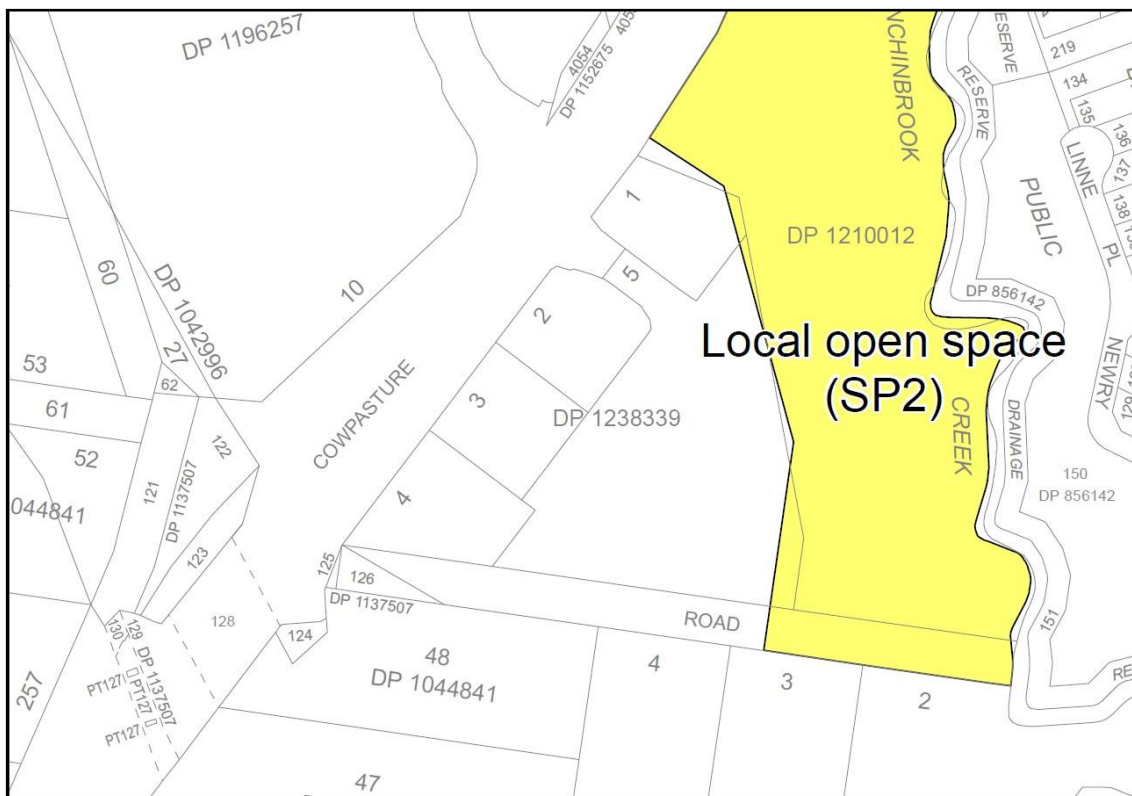 DP 1196257
4054
DP 1152675
NCHINBROOK
RESERVE
RESERVE
219
134
135
136
137
138
LINNE
PL
PUBLIC
1
DP 1210012
60
DP 1042996
10
5
2
DP 856142
Local open space
(SP2)
53
27
62
61
3
DP 1238339
NEWRY
COWPASTURE
CREEK
DRAINAGE
52
122
150
DP 856142
044841
121
DP 1137507
4
123
125
126
DP 1137507
ROAD
128
124
130
129
DP 1137507
151
48
DP 1044841
4
3
2
RE
257
PT127
PT127
PT127
47